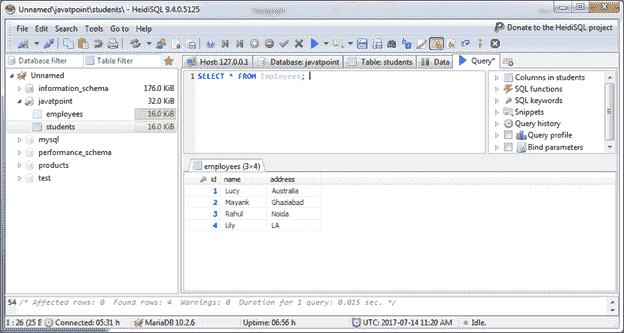 Unnamed\javatpoint\students\ - HeidiSQL 9.4.0.5125
File Edit Search Tools Go to Help
Donate to the HeidiSQL project
Database filter
Table filter
Host: 127.0.0.1
Database: javatpoint
Table: students
Data
Query*
Unnamed
information_schema 176.0 KiB
javatpoint 32.0 KiB
employees 16.0 KiB
students 16.0 KiB
mysql
performance_schema
products
test
1 SELECT * FROM Employees;
Columns in students
SQL functions
SQL keywords
Snippets
Query history
Query profile
Bind parameters
employees (3×4)
id name address
1 Lucy Australia
2 Mayank Ghaziabad
3 Rahul Noida
4 Lily LA
54 /* Affected rows: 0 Found rows: 4 Warnings: 0 Duration for 1 query: 0.015 sec. */
1 : 26 (25 B
Connected: 05:31 h
MariaDB 10.2.6
Uptime: 06:56 h
UTC: 2017-07-14 11:20 AM
Idle.